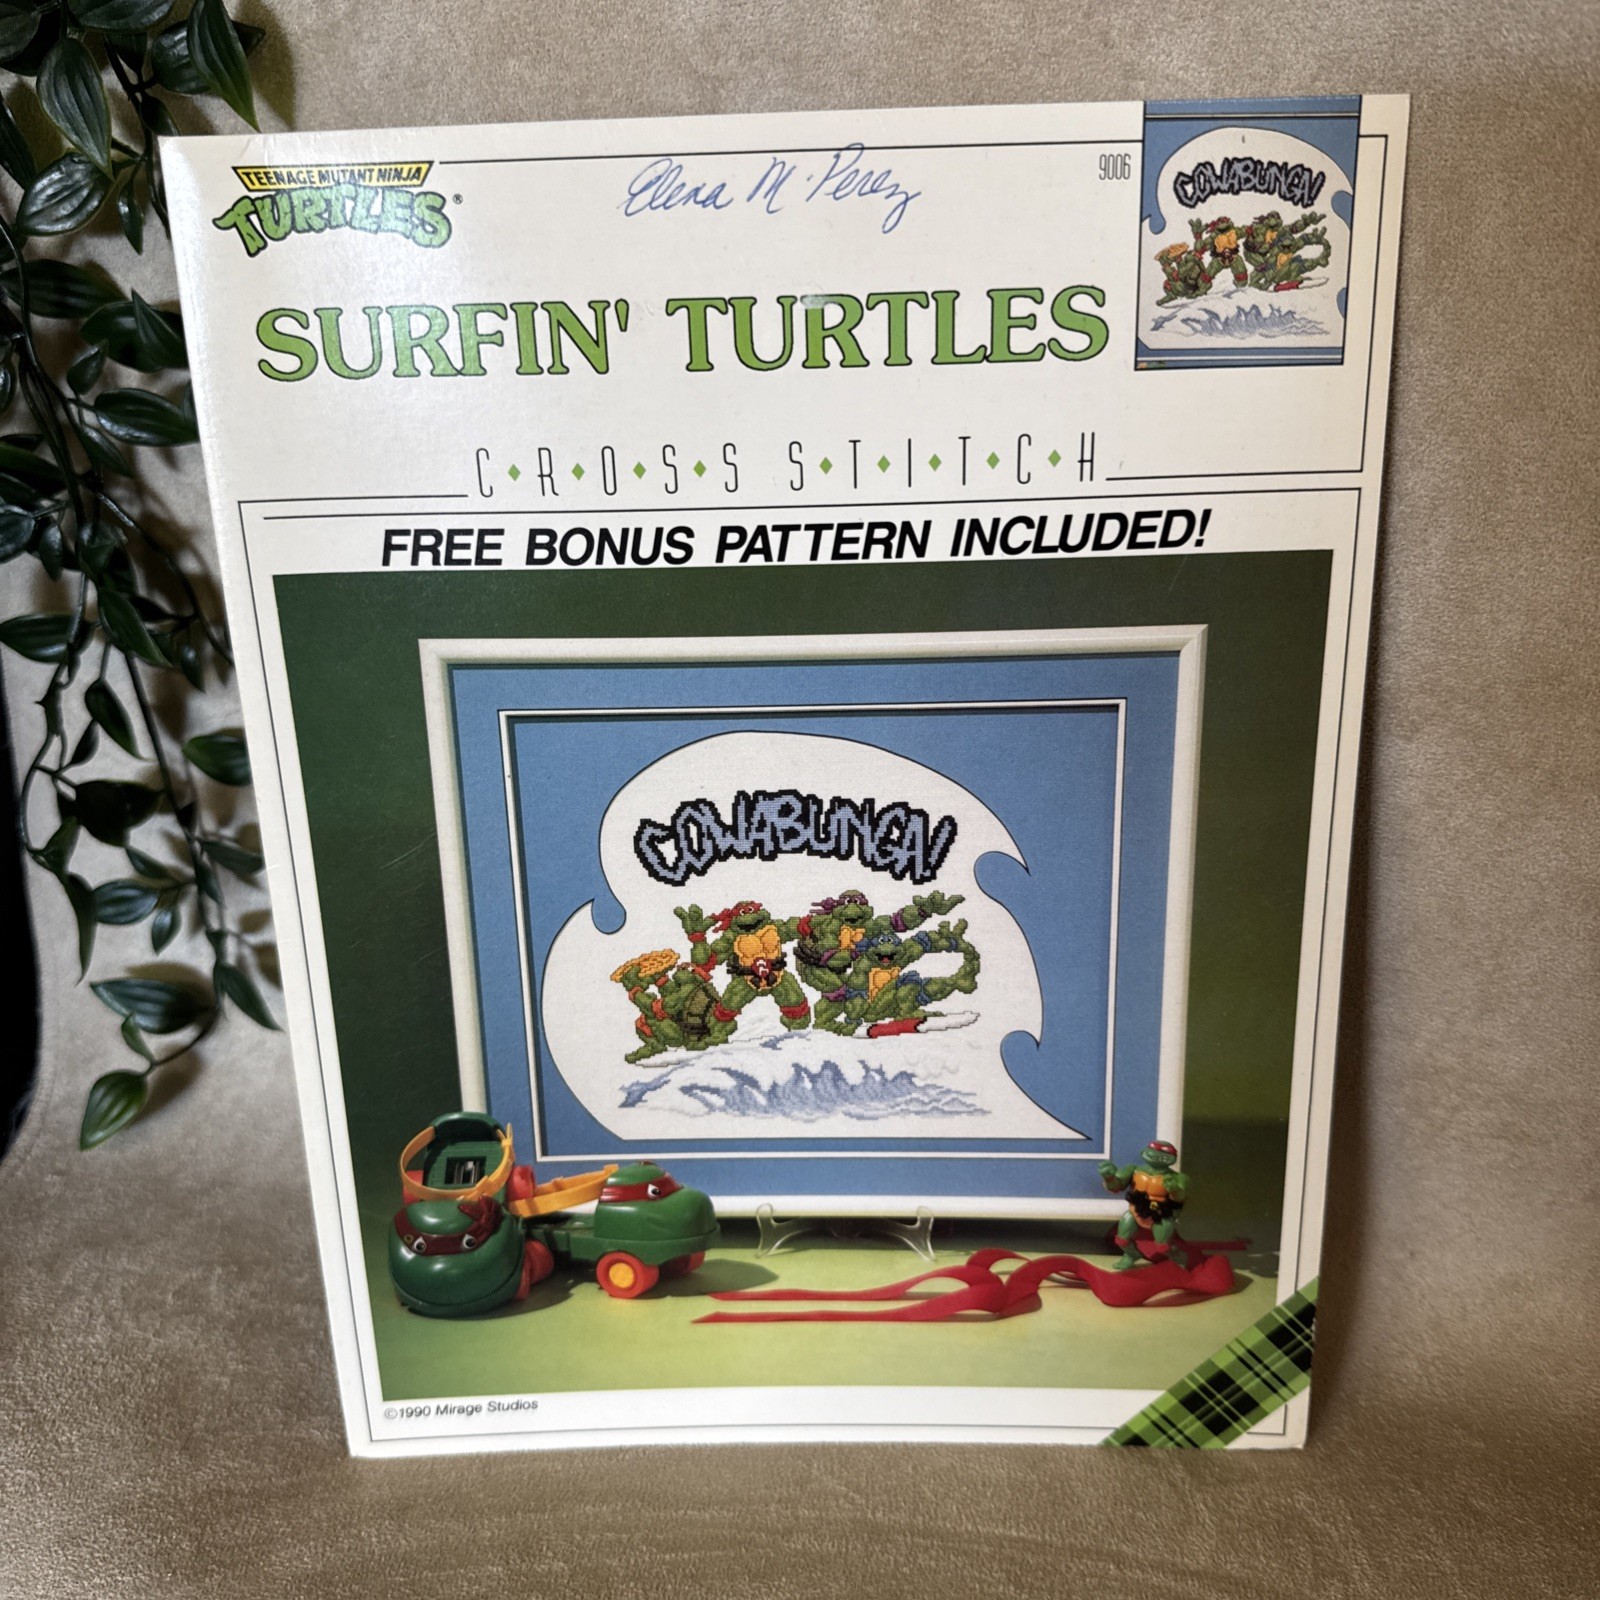 TEENAGE MUTANT NINJA
TURTLES®
Elena M. Perez
9006
COWABUNGA!
SURFIN' TURTLES
CROSS STITCH
FREE BONUS PATTERN INCLUDED!
COWABUNGA!
©1990 Mirage Studios